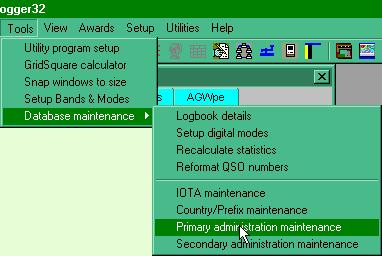 ogger32
Tools View Awards Setup Utilities Help
Utility program setup
GridSquare calculator
Snap windows to size
Setup Bands & Modes
Database maintenance
s AGWpe
Logbook details
Setup digital modes
Recalculate statistics
Reformat QSO numbers
IOTA maintenance
Country/Prefix maintenance
Primary administration maintenance
Secondary administration maintenance